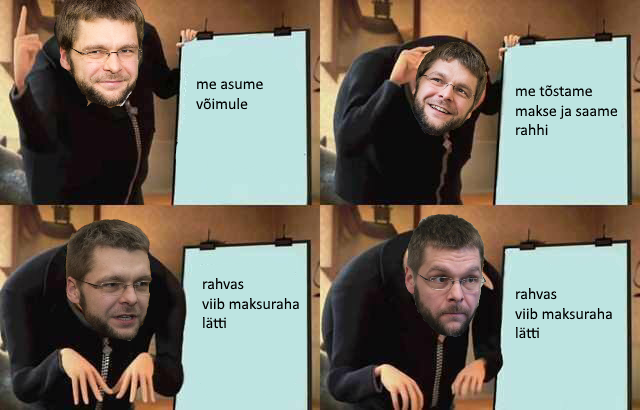 me asume
võimule
me tõstame
makse ja saame
rahhi
rahvas
viib maksuraha
lätti
rahvas
viib maksuraha
lätti